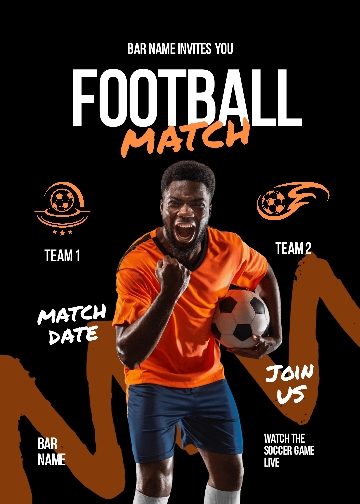 BAR NAME INVITES YOU
FOOTBALL
MATCH
TEAM 1
TEAM 2
MATCH
DATE
JOIN
US
BAR
NAME
WATCH THE
SOCCER GAME
LIVE